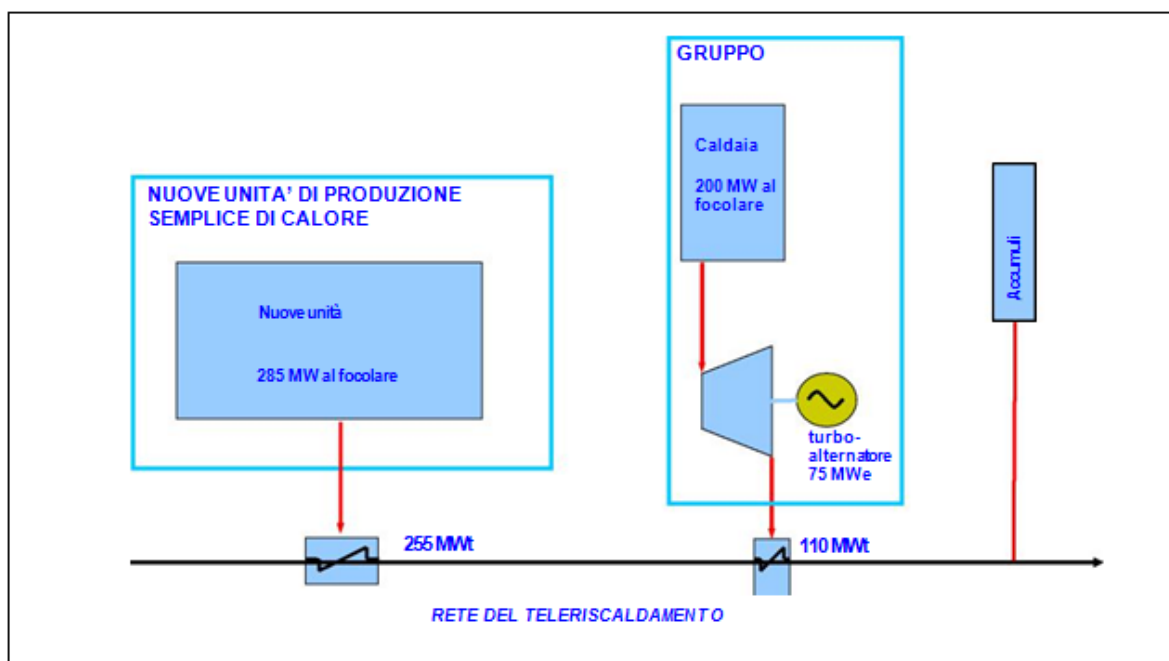 GRUPPO
Caldaia
200 MW al
focolare
NUOVE UNITA' DI PRODUZIONE
SEMPLICE DI CALORE
Nuove unità
285 MW al focolare
Accumuli
turbo-
alternatore
75 MWe
255 MWt
110 MWt
RETE DEL TELERISCALDAMENTO